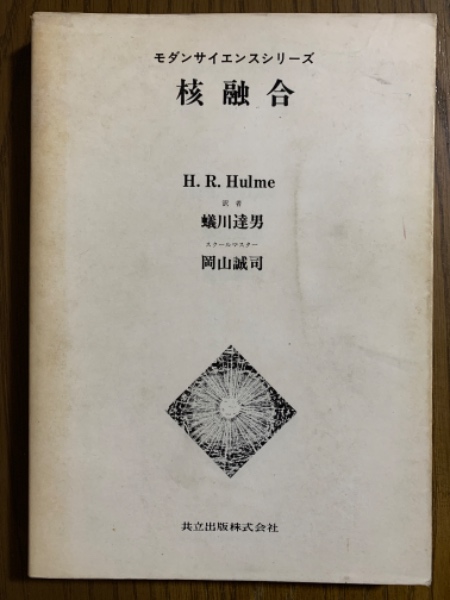 モダンサイエンスシリーズ
核融合
H. R. Hulme
訳者
蟻川達男
スクールマスター
岡山誠司
共立出版株式会社